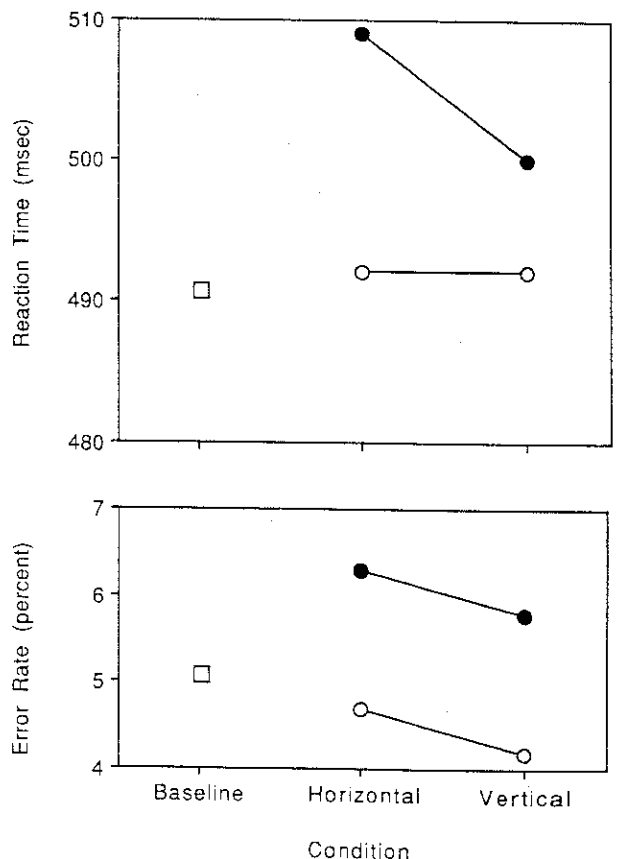 510
500
490
480
Reaction Time (msec)
7
6
5
4
Error Rate (percent)
Baseline Horizontal Vertical
Condition